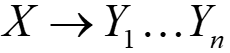 X → Y₁ … Yₙ